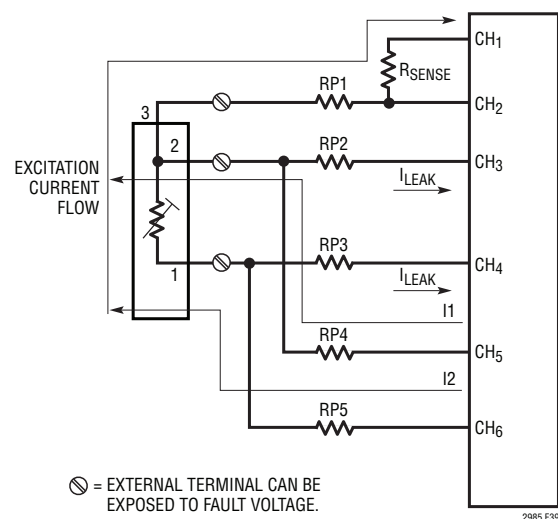 CH1
RSENSE
RP1
CH2
3
2
RP2
CH3
EXCITATION
CURRENT
FLOW
ILEAK
RP3
CH4
1
ILEAK
I1
RP4
CH5
I2
RP5
CH6
= EXTERNAL TERMINAL CAN BE
EXPOSED TO FAULT VOLTAGE.
2985 F39